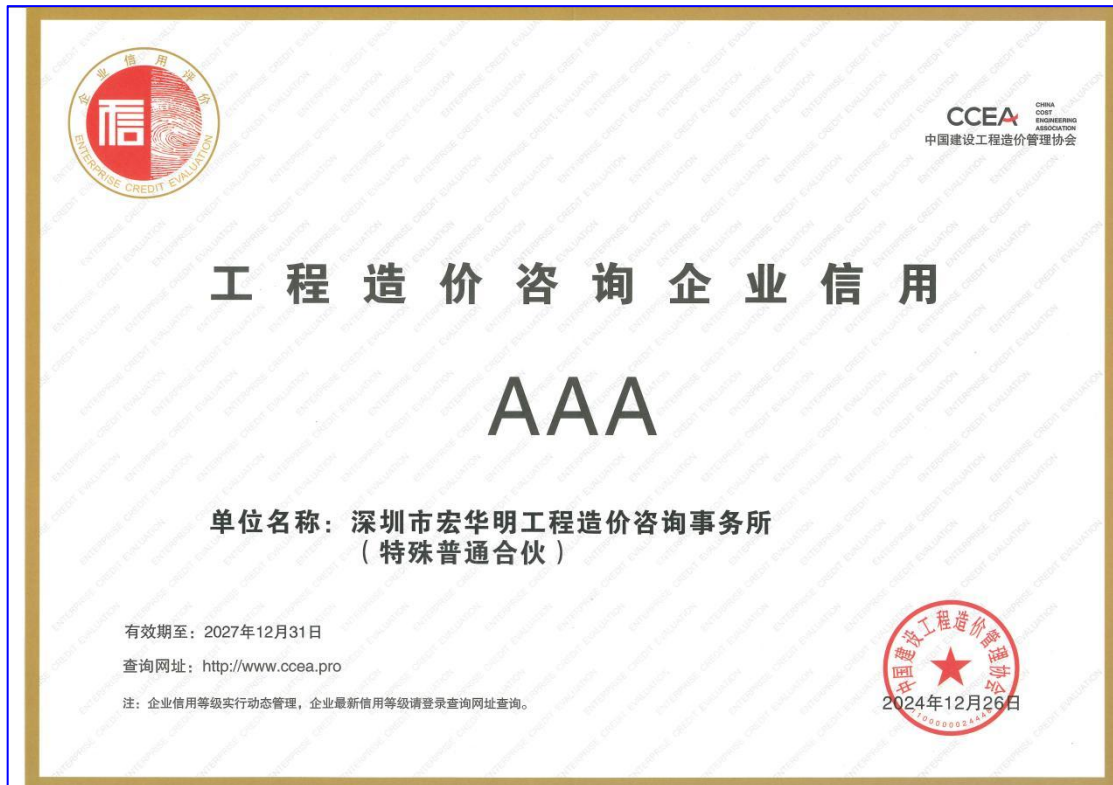 企业信用评价
信
ENTERPRISE CREDIT EVALUATION
CCEA
CHINA
COST
ENGINEERING
ASSOCIATION
中国建设工程造价管理协会
工程造价咨询企业信用
AAA
单位名称：深圳市宏华明工程造价咨询事务所
（特殊普通合伙）
有效期至：2027年12月31日
查询网址：http://www.ccea.pro
注：企业信用等级实行动态管理，企业最新信用等级请登录查询网址查询。
中国建设工程造价管理协会
2024年12月26日